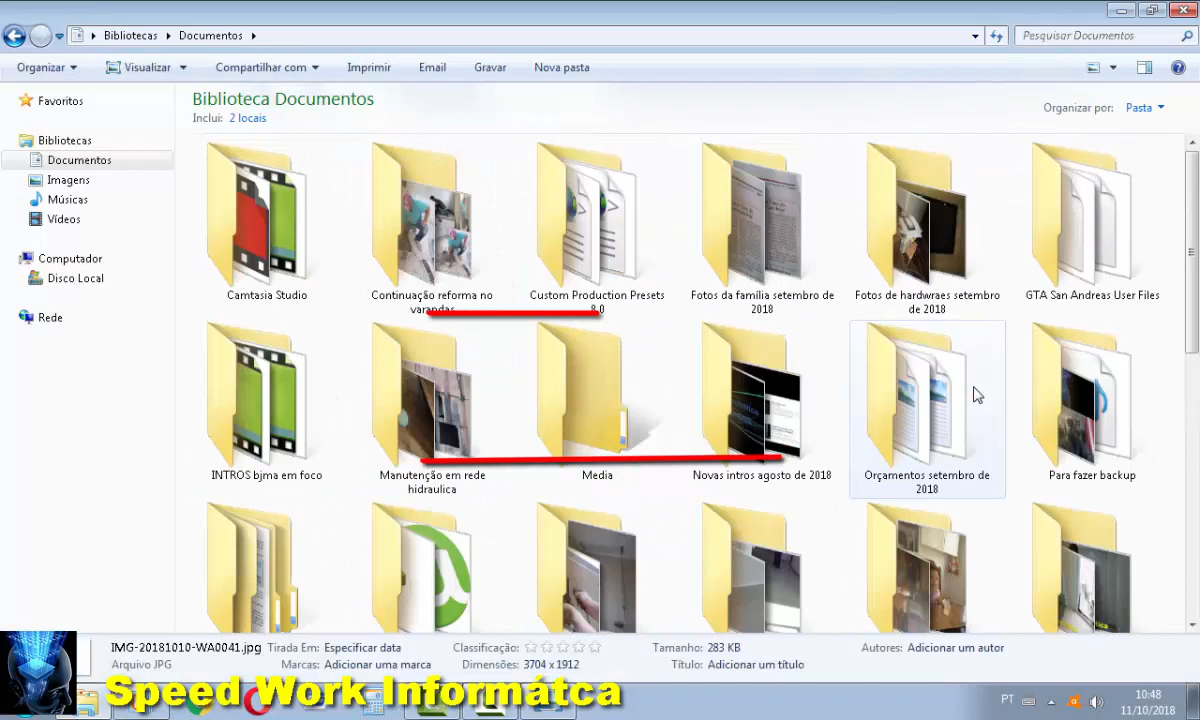 Bibliotecas Documentos
Pesquisar Documentos
Organizar Visualizar Compartilhar com Imprimir Email Gravar Nova pasta
Favoritos
Bibliotecas
Documentos
Imagens
Músicas
Vídeos
Computador
Disco Local
Rede
Biblioteca Documentos
Inclui: 2 locais
Organizar por: Pasta
Camtasia Studio
Continuação reforma no
varandas
Custom Production Presets
8.0
Fotos da família setembro de
2018
Fotos de hardwraes setembro
de 2018
GTA San Andreas User Files
INTROS bjma em foco
Manutenção em rede
hidraulica
Media
Novas intros agosto de 2018
Orçamentos setembro de
2018
Para fazer backup
IMG-20181010-WA0041.jpg Tirada Em: Especificar data Classificação: Tamanho: 283 KB Autores: Adicionar um autor
Arquivo JPG Marcas: Adicionar uma marca Dimensões: 3704 x 1912 Título: Adicionar um título
Speed Work Informátca
PT
10:48
11/10/2018